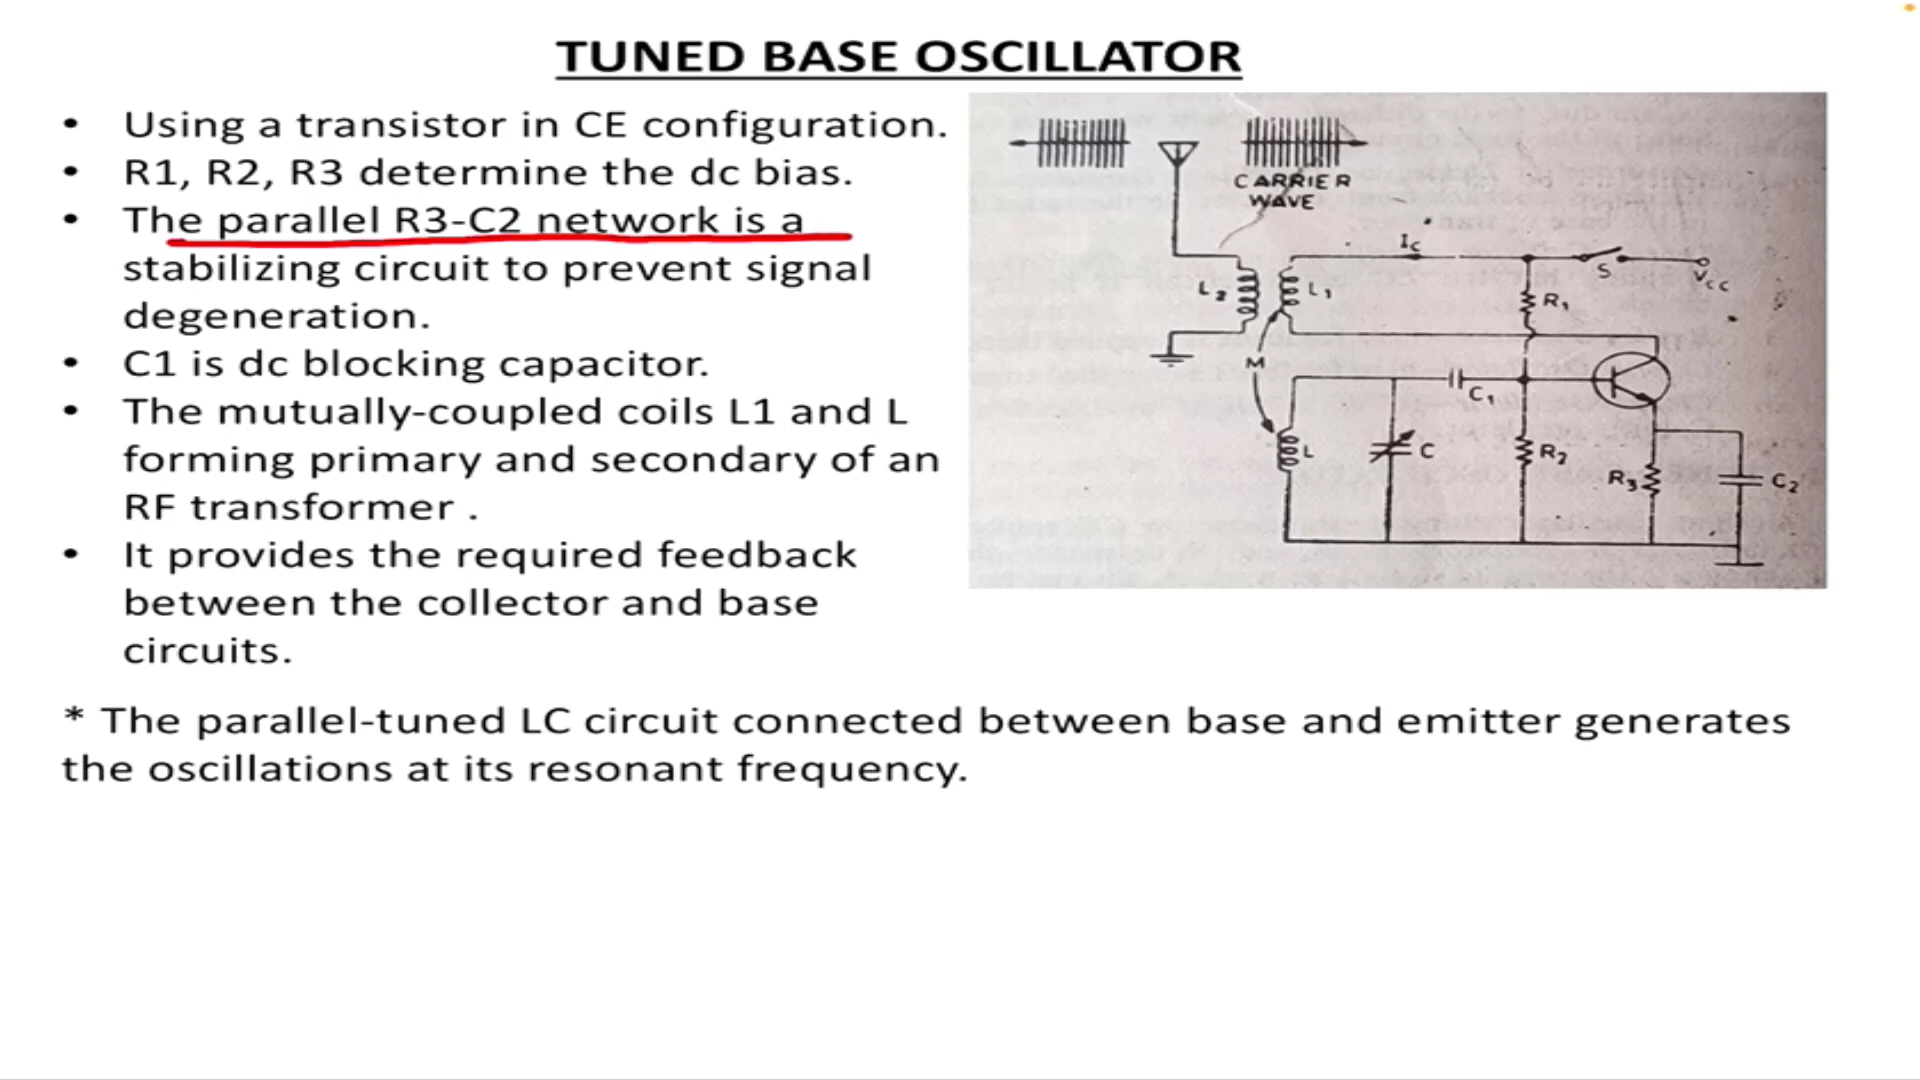 TUNED BASE OSCILLATOR
• Using a transistor in CE configuration.
• R1, R2, R3 determine the dc bias.
• The parallel R3-C2 network is a
stabilizing circuit to prevent signal
degeneration.
• C1 is dc blocking capacitor.
• The mutually-coupled coils L1 and L
forming primary and secondary of an
RF transformer .
• It provides the required feedback
between the collector and base
circuits.
* The parallel-tuned LC circuit connected between base and emitter generates
the oscillations at its resonant frequency.
CARRIER
WAVE
Ic
S
Vcc
L2
L1
R1
M
C1
L
C
R2
R3
C2